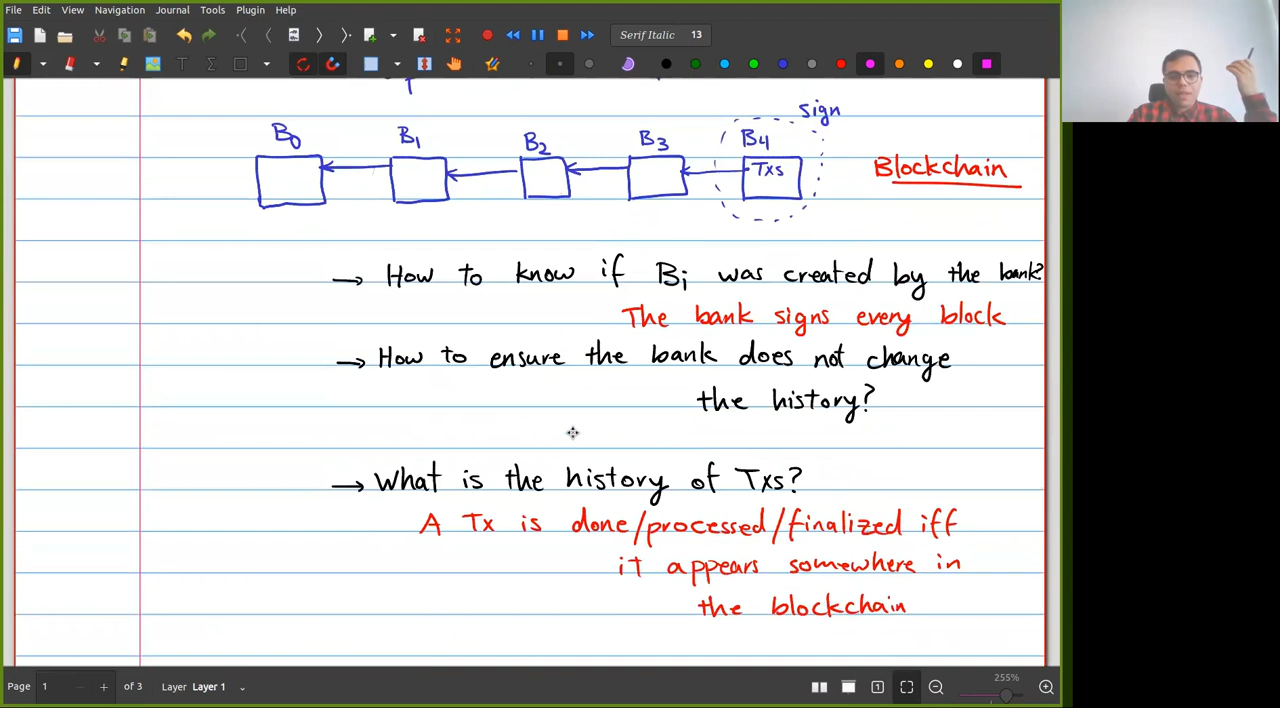 File Edit View Navigation Journal Tools Plugin Help
Serif Italic 13
sign
B0 B1 B2 B3 B4
Txs
Blockchain
→ How to know if Bi was created by the bank?
The bank signs every block
→ How to ensure the bank does not change
the history?
→ What is the history of Txs?
A Tx is done/processed/finalized iff
it appears somewhere in
the blockchain
Page 1 of 3 Layer Layer 1 255%